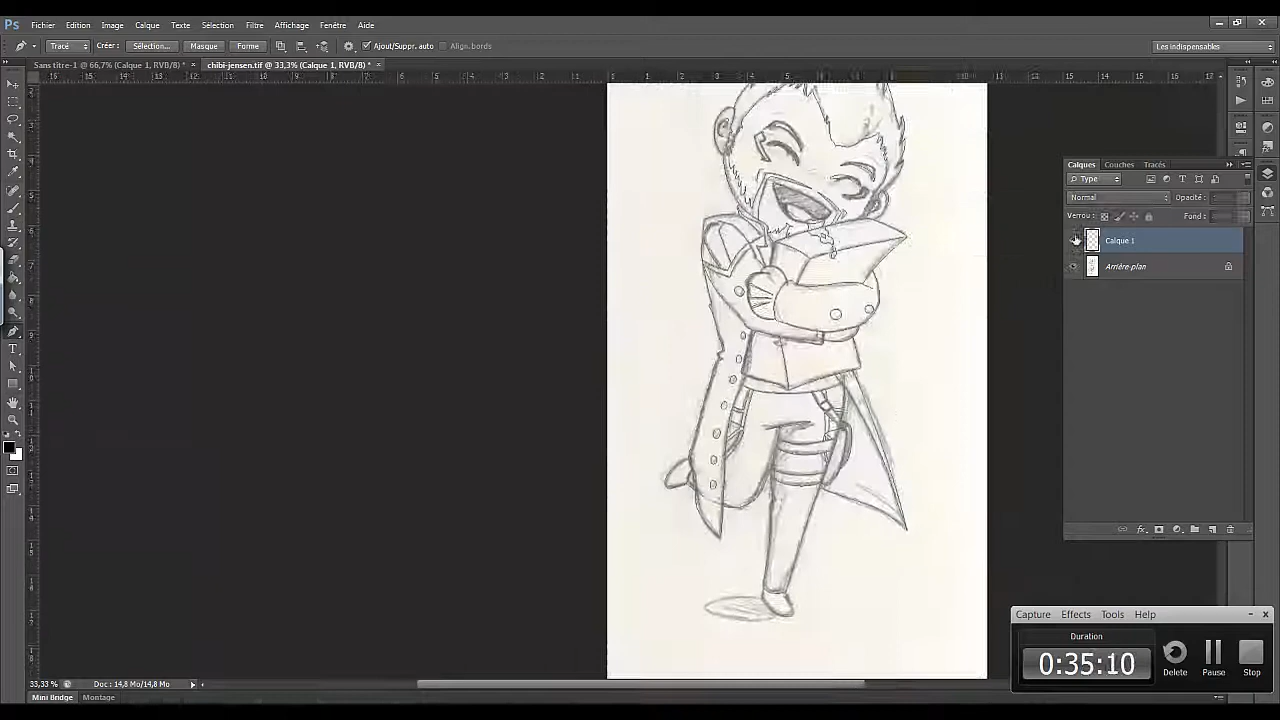 Ps Fichier Edition Image Calque Texte Sélection Filtre Affichage Fenêtre Aide
Tracé Créer : Sélection... Masque Forme Ajout/Suppr. auto Align. bords Les indispensables
Sans titre-1 @ 66,7% (Calque 1, RVB/8) * × chibi-jensen.tif @ 33,3% (Calque 1, RVB/8) * ×
Calques Couches Tracés
Type
Normal Opacité :
Verrou : Fond :
Calque 1
Arrière-plan
Capture Effects Tools Help
Duration
0:35:10
Delete Pause Stop
33,33 % Doc : 14,8 Mo/14,8 Mo
Mini Bridge Montage